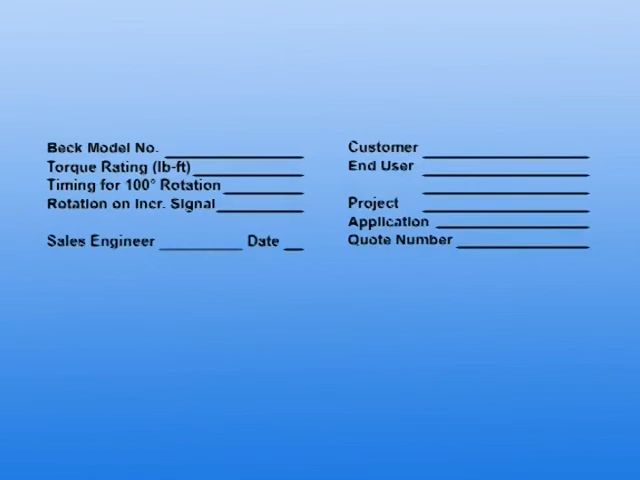 Beck Model No.
Torque Rating (lb-ft)
Timing for 100° Rotation
Rotation on Incr. Signal
Sales Engineer Date
Customer
End User
Project
Application
Quote Number